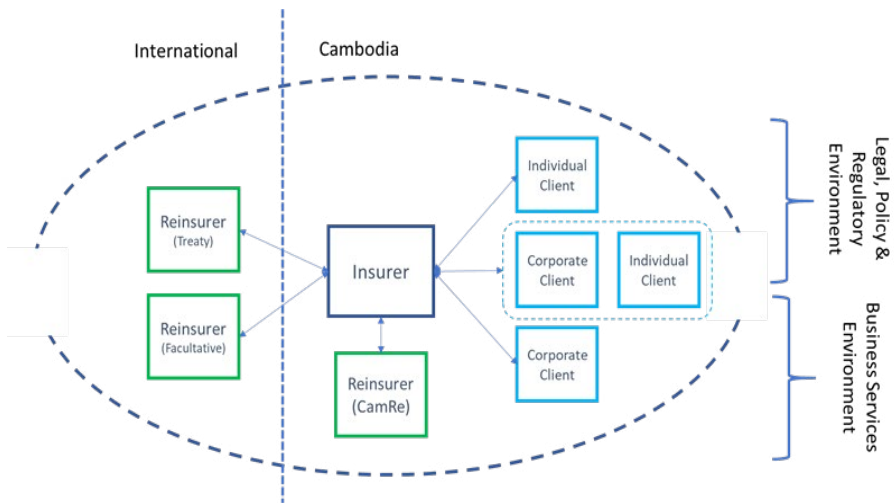 International
Cambodia
Reinsurer
(Treaty)
Reinsurer
(Facultative)
Insurer
Reinsurer
(CamRe)
Individual
Client
Corporate
Client
Individual
Client
Corporate
Client
Legal, Policy &
Regulatory
Environment
Business Services
Environment